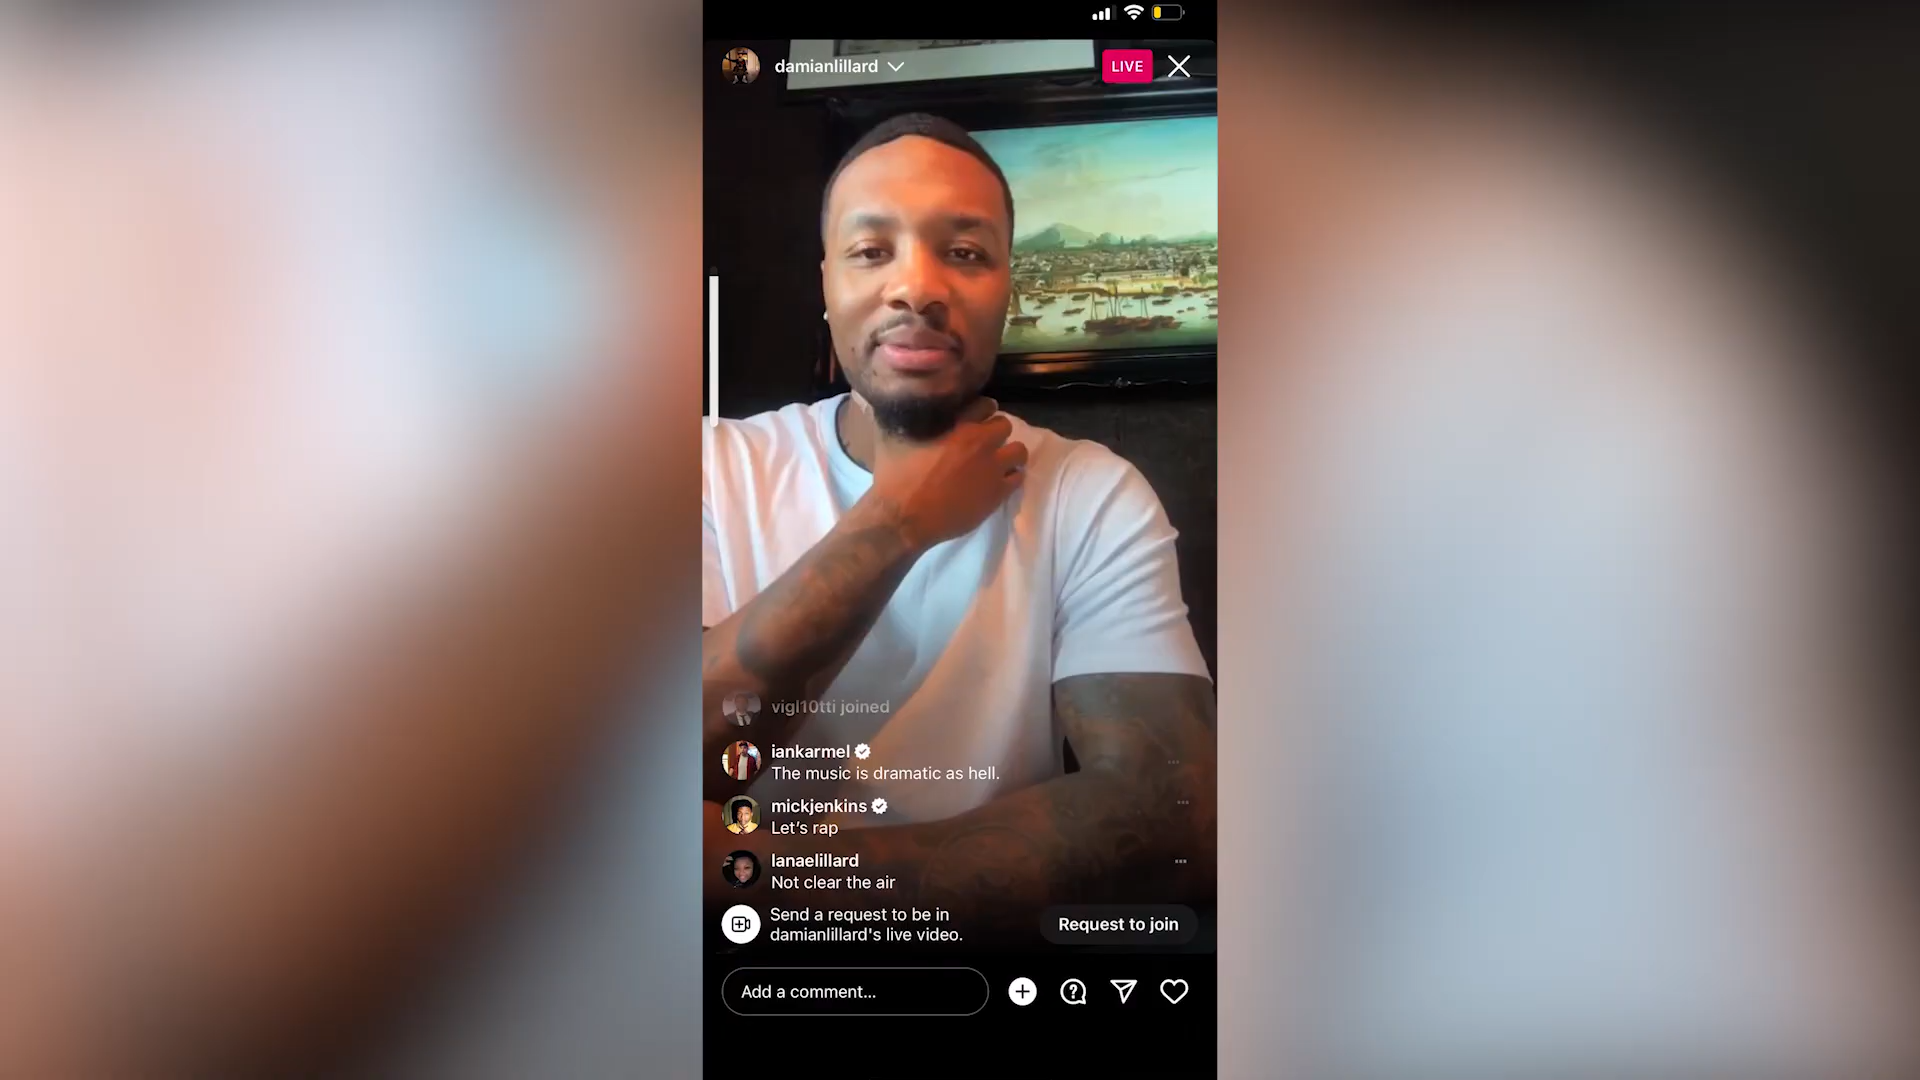 damianlillard
LIVE
vigl10tti joined
iankarmel
The music is dramatic as hell.
mickjenkins
Let's rap
lanaelillard
Not clear the air
Send a request to be in
damianlillard's live video.
Request to join
Add a comment...